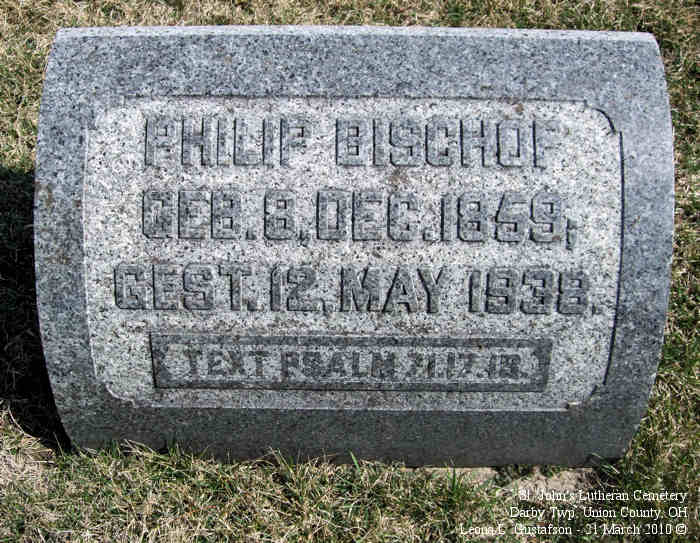 PHILIP BISCHOF
GEB. 8, DEC. 1859,
GEST. 12, MAY 1938.
TEXT PSALM 71.17.18.
St. John's Lutheran Cemetery
Darby Twp, Union County, OH
Leona L. Gustafson - 31 March 2010 ©